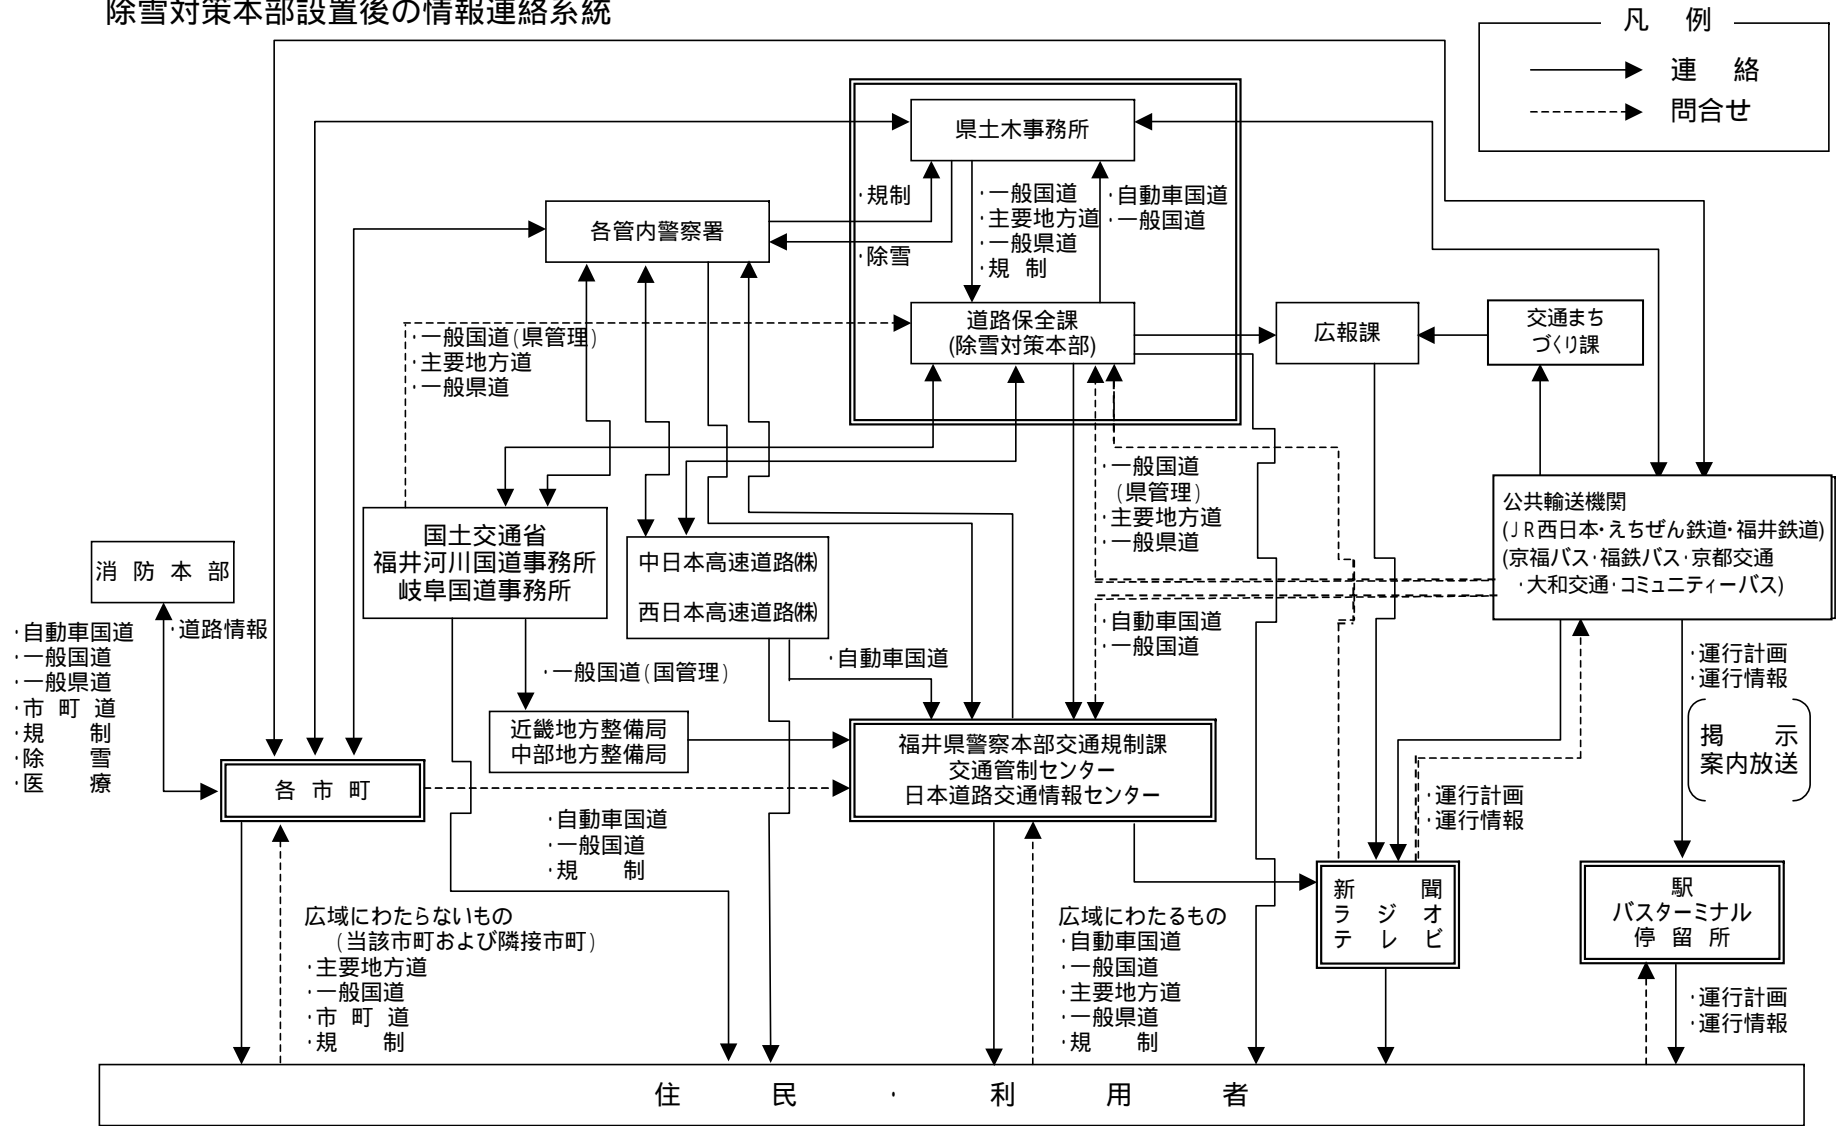 除雪対策本部設置後の情報連絡系統
凡 例
連 絡
問合せ
県土木事務所
・規制
・一般国道
・主要地方道
・一般県道
・規 制
・自動車国道
・一般国道
各管内警察署
・除雪
・一般国道(県管理)
・主要地方道
・一般県道
道路保全課
(除雪対策本部)
広報課
交通まち
づくり課
・一般国道
(県管理)
・主要地方道
・一般県道
公共輸送機関
(JR西日本・えちぜん鉄道・福井鉄道)
(京福バス・福鉄バス・京都交通
・大和交通・コミュニティーバス)
国土交通省
福井河川国道事務所
岐阜国道事務所
中日本高速道路㈱
西日本高速道路㈱
消 防 本 部
・自動車国道
・一般国道
・一般県道
・市 町 道
・規 制
・除 雪
・医 療
・道路情報
・一般国道(国管理)
・自動車国道
・自動車国道
・一般国道
・運行計画
・運行情報
掲 示
案内放送
近畿地方整備局
中部地方整備局
福井県警察本部交通規制課
交通管制センター
日本道路交通情報センター
各 市 町
・自動車国道
・一般国道
・規 制
・運行計画
・運行情報
新 聞
ラ ジ オ
テ レ ビ
駅
バスターミナル
停 留 所
広域にわたらないもの
(当該市町および隣接市町)
・主要地方道
・一般国道
・市 町 道
・規 制
広域にわたるもの
・自動車国道
・一般国道
・主要地方道
・一般県道
・規 制
・運行計画
・運行情報
住 民 ・ 利 用 者